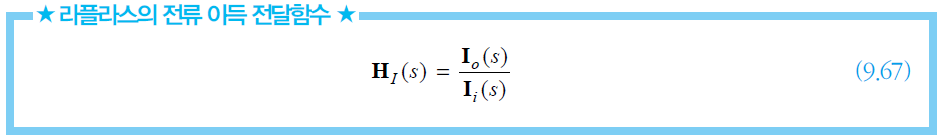 ★ 라플라스의 전류 이득 전달함수 ★
H_I(s) = I_o(s) / I_i(s) (9.67)